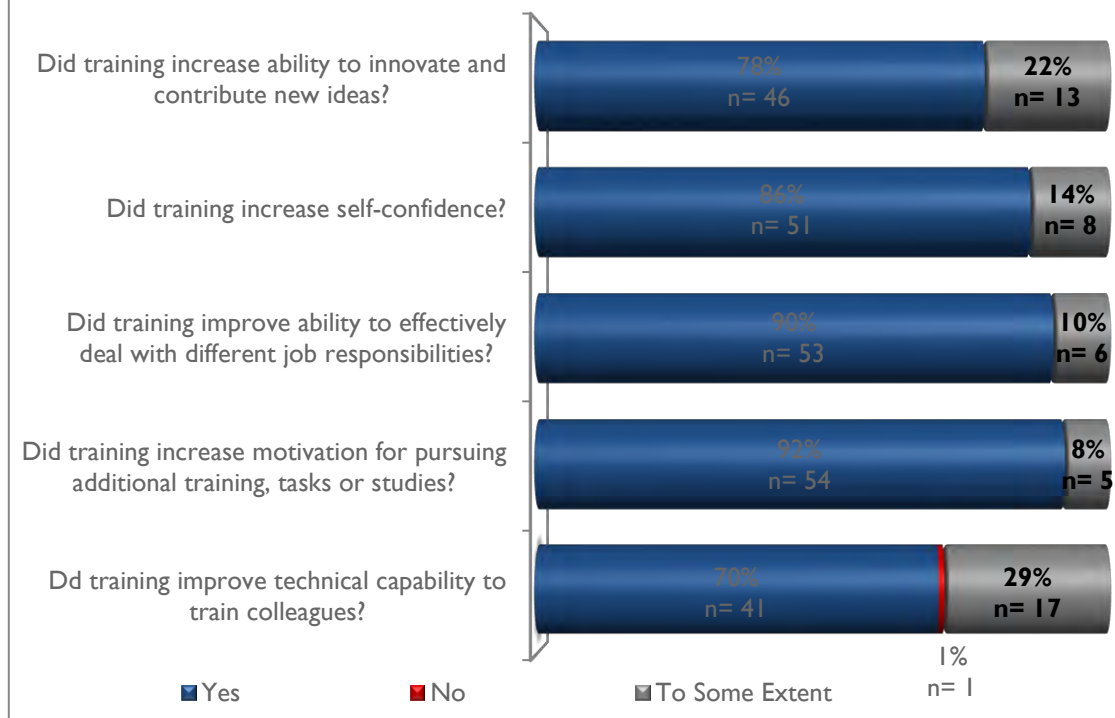 Did training increase ability to innovate and
contribute new ideas?
78%
n= 46
22%
n= 13
Did training increase self-confidence?
86%
n= 51
14%
n= 8
Did training improve ability to effectively
deal with different job responsibilities?
90%
n= 53
10%
n= 6
Did training increase motivation for pursuing
additional training, tasks or studies?
92%
n= 54
8%
n= 5
Dd training improve technical capability to
train colleagues?
70%
n= 41
29%
n= 17
1%
n= 1
Yes
No
To Some Extent